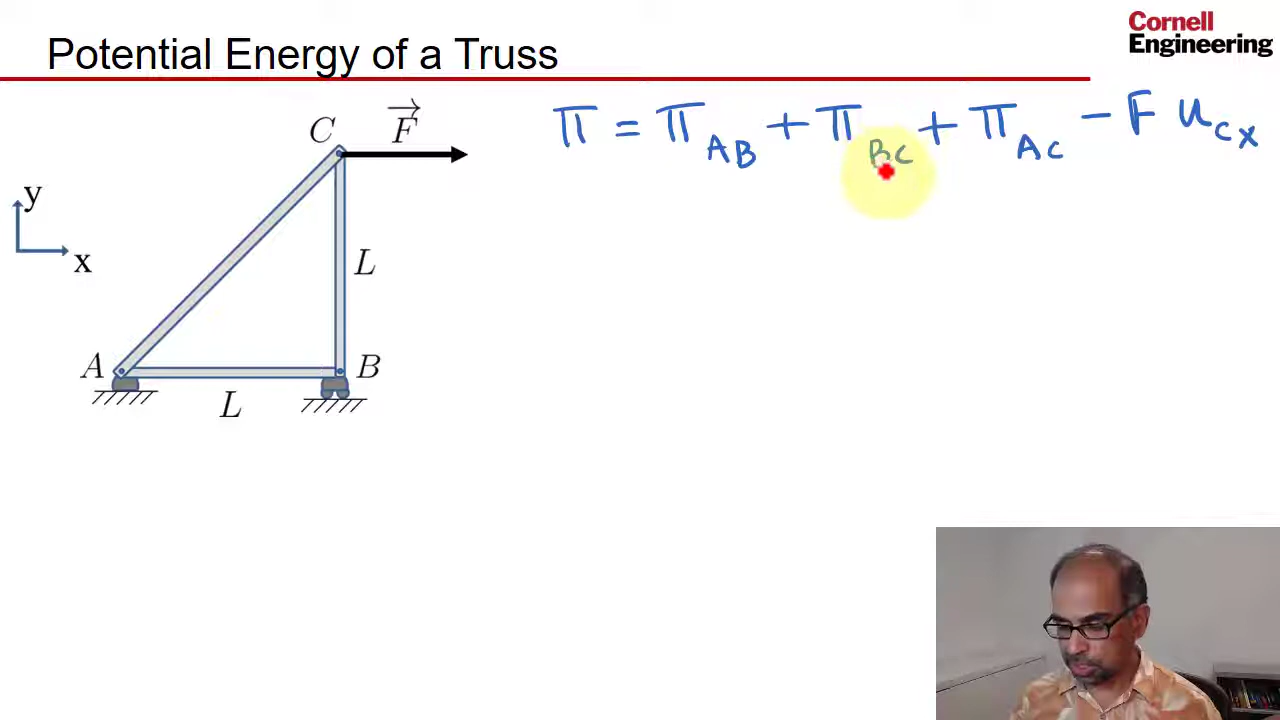 Cornell
Engineering
Potential Energy of a Truss
Π = Π_AB + Π_BC + Π_AC - F u_Cx
C
F
y
x
L
A
B
L